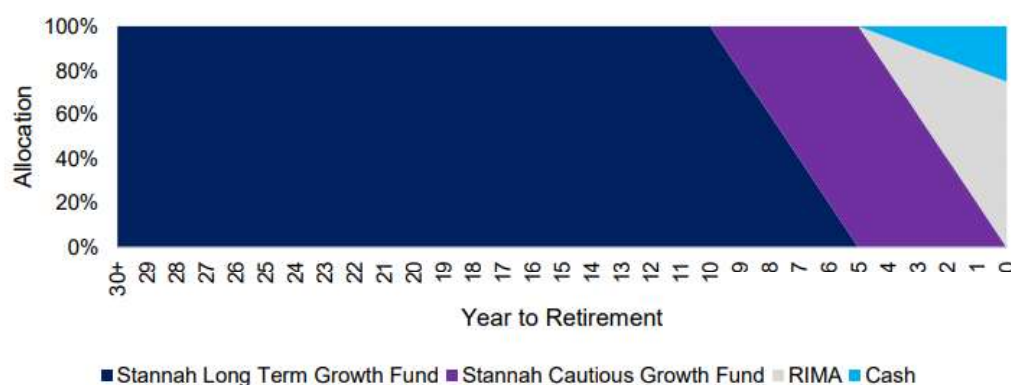 100%
80%
60%
40%
20%
0%
Allocation
30+ 29 28 27 26 25 24 23 22 21 20 19 18 17 16 15 14 13 12 11 10 9 8 7 6 5 4 3 2 1 0
Year to Retirement
Stannah Long Term Growth Fund Stannah Cautious Growth Fund RIMA Cash